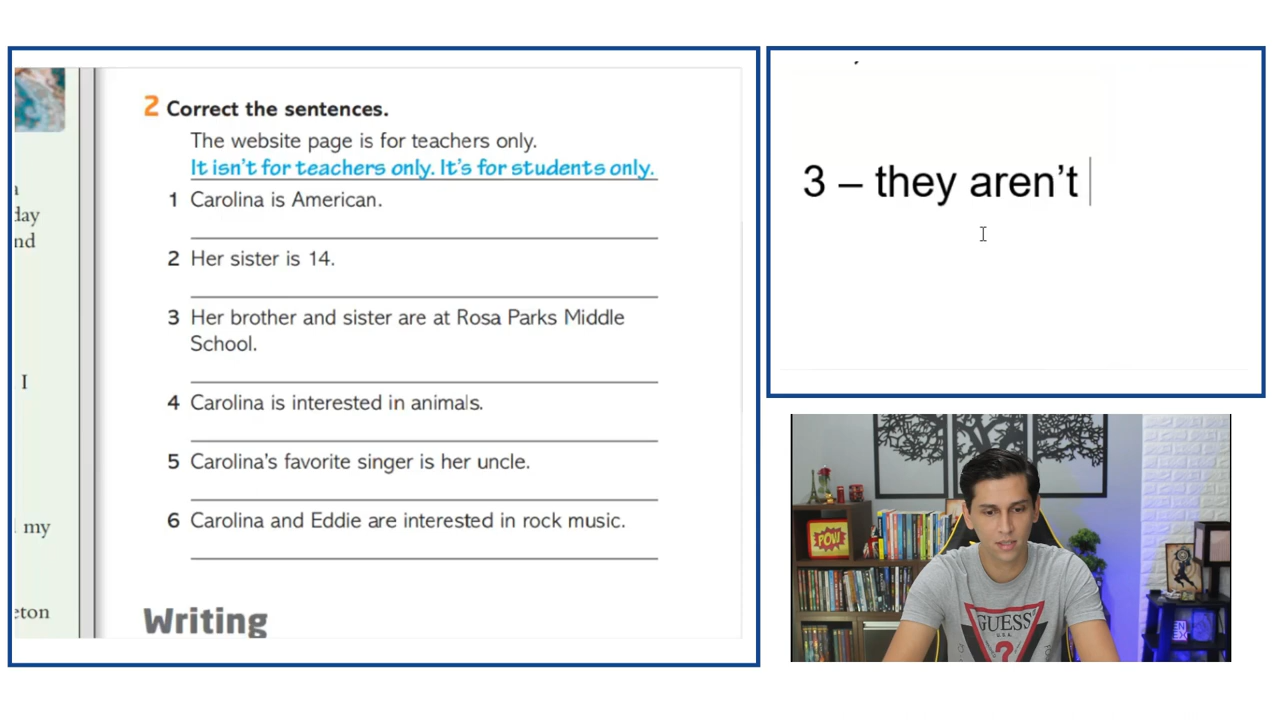 2 Correct the sentences.
The website page is for teachers only.
It isn't for teachers only. It's for students only.
1 Carolina is American.
2 Her sister is 14.
3 Her brother and sister are at Rosa Parks Middle
School.
4 Carolina is interested in animals.
5 Carolina's favorite singer is her uncle.
6 Carolina and Eddie are interested in rock music.
Writing
a
day
nd
I
my
eton
3 – they aren't
POW
GUESS
U.S.A.
?